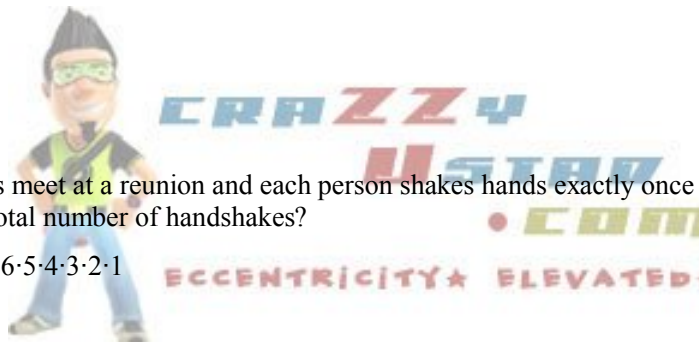 CRAZZY
USTAD
.COM
s meet at a reunion and each person shakes hands exactly once
otal number of handshakes?
6·5·4·3·2·1
ECCENTRiCiTY★ ELEVATED